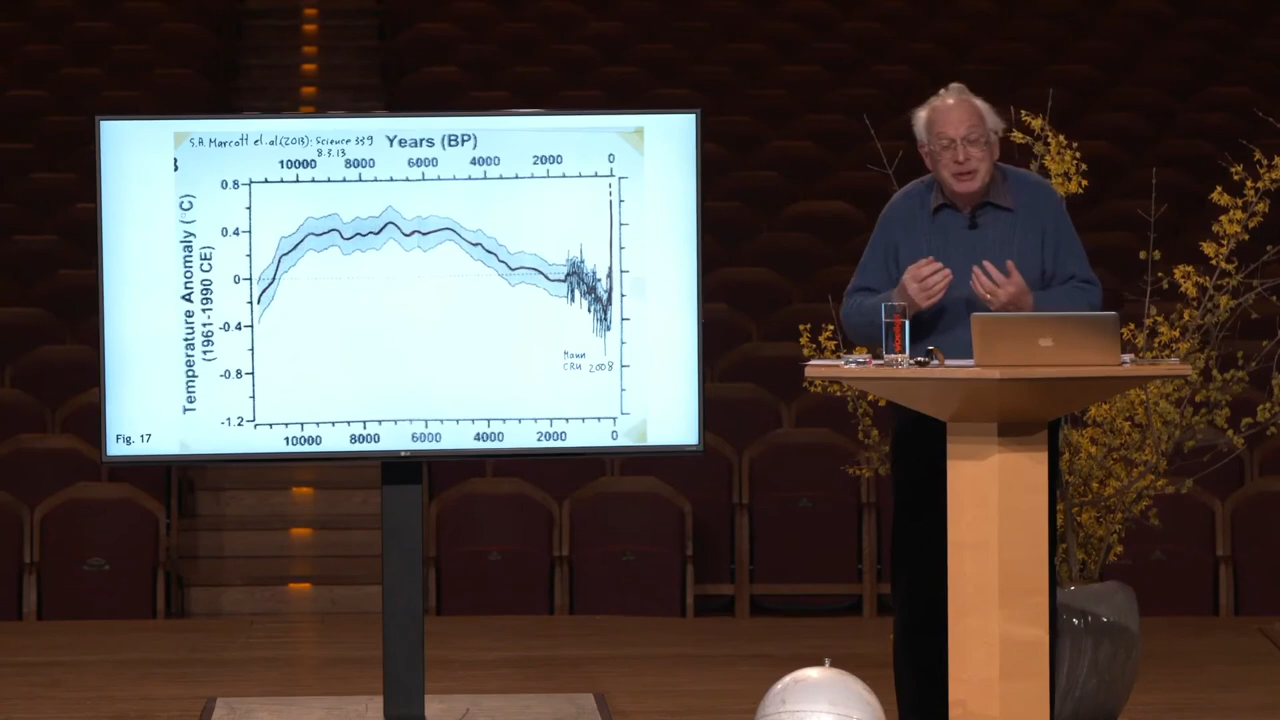 S.A. Marcott et.al.(2013): Science 339
8.3.13
Years (BP)
10000 8000 6000 4000 2000 0
Temperature Anomaly (°C)
(1961-1990 CE)
0.8
0.4
0
-0.4
-0.8
-1.2
Mann
CRU 2008
10000 8000 6000 4000 2000 0
Fig. 17
LG